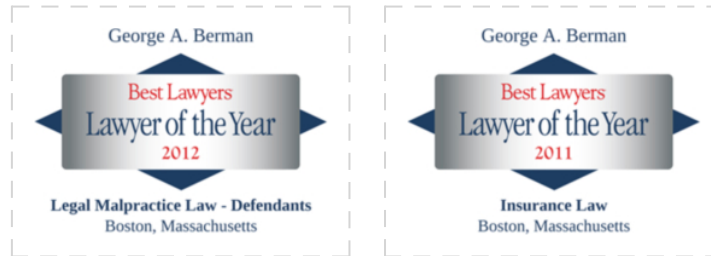 George A. Berman
Best Lawyers
Lawyer of the Year
2012
Legal Malpractice Law - Defendants
Boston, Massachusetts
George A. Berman
Best Lawyers
Lawyer of the Year
2011
Insurance Law
Boston, Massachusetts